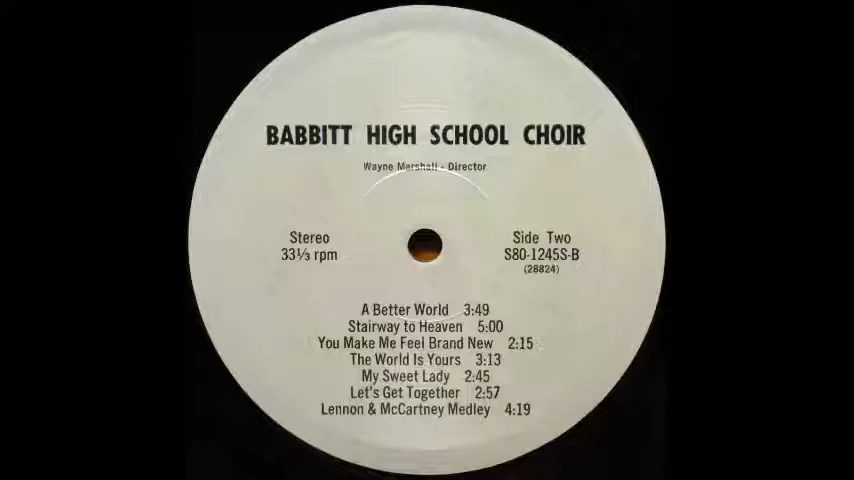 BABBITT HIGH SCHOOL CHOIR
Wayne Marshall - Director
Stereo
33⅓ rpm
Side Two
S80-1245S-B
(28824)
A Better World 3:49
Stairway to Heaven 5:00
You Make Me Feel Brand New 2:15
The World Is Yours 3:13
My Sweet Lady 2:45
Let's Get Together 2:57
Lennon & McCartney Medley 4:19